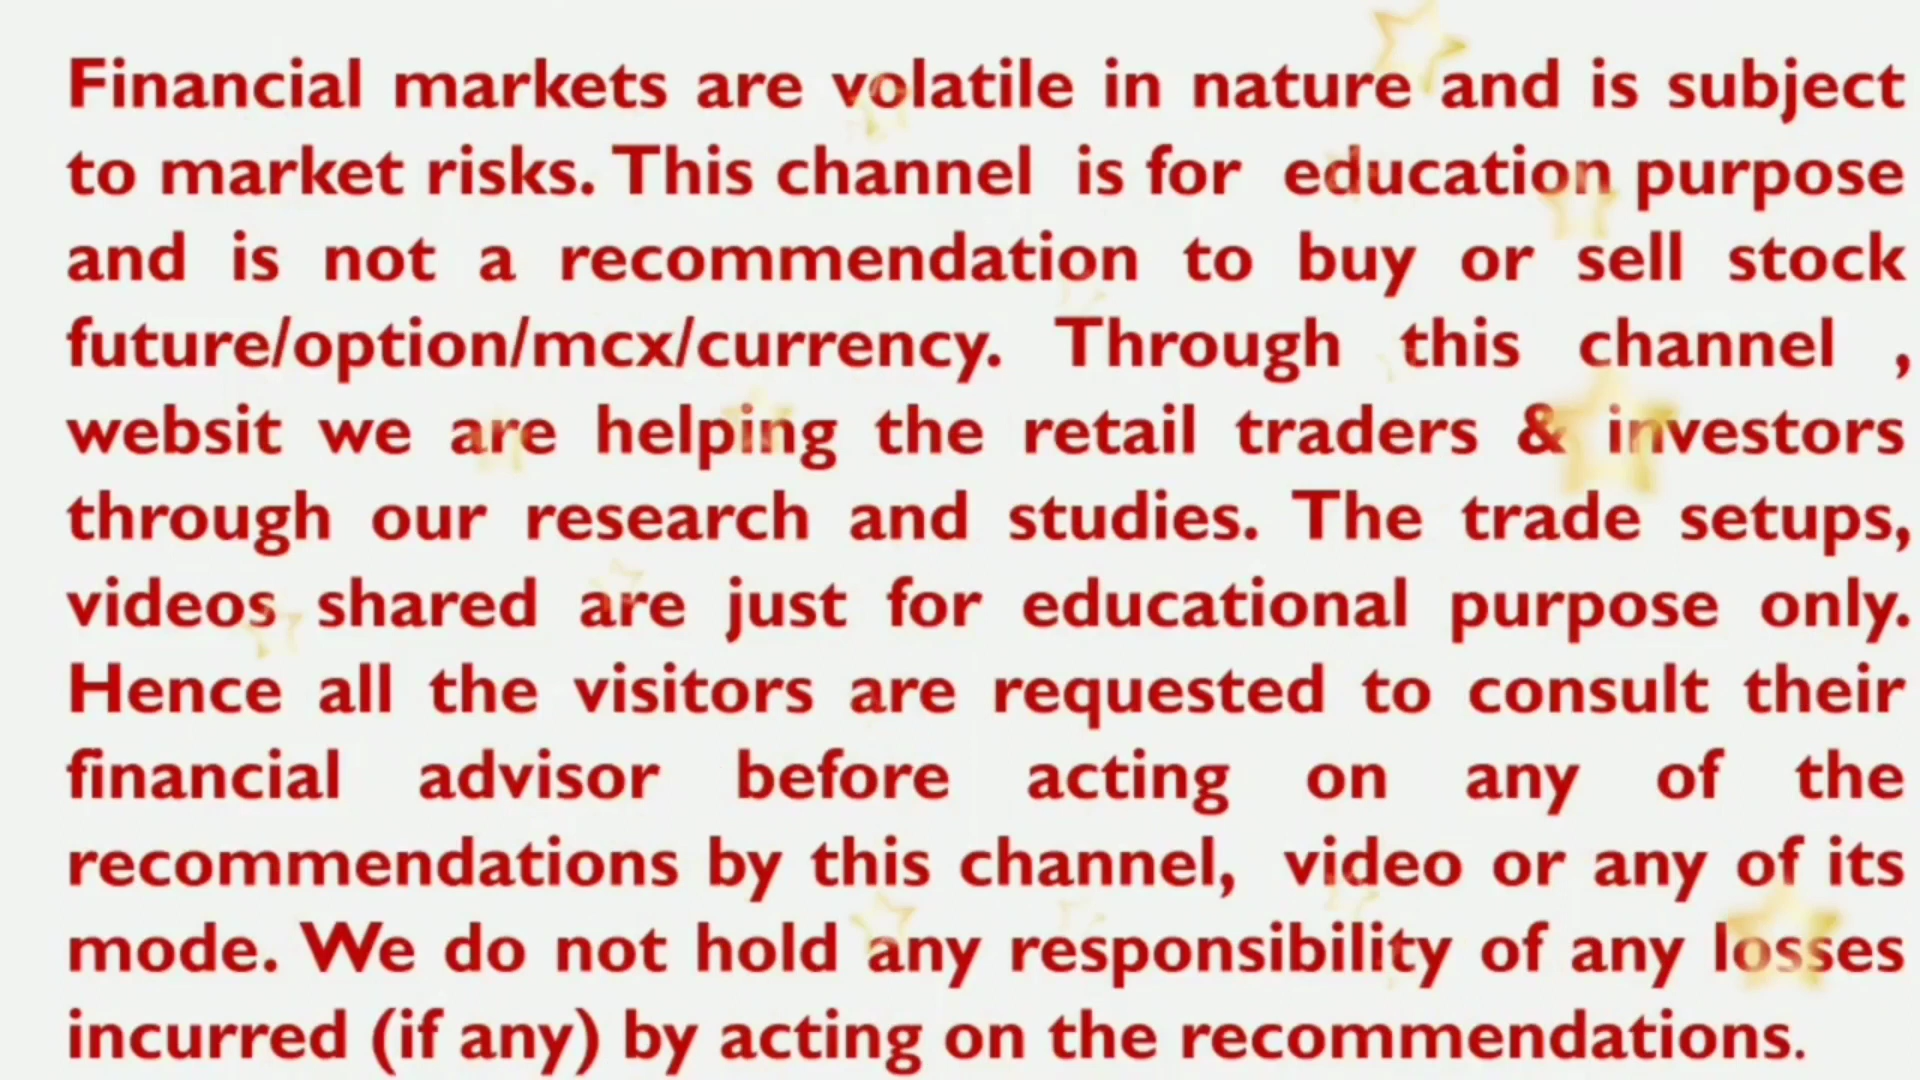 Financial markets are volatile in nature and is subject
to market risks. This channel is for education purpose
and is not a recommendation to buy or sell stock
future/option/mcx/currency. Through this channel ,
websit we are helping the retail traders & investors
through our research and studies. The trade setups,
videos shared are just for educational purpose only.
Hence all the visitors are requested to consult their
financial advisor before acting on any of the
recommendations by this channel, video or any of its
mode. We do not hold any responsibility of any losses
incurred (if any) by acting on the recommendations.